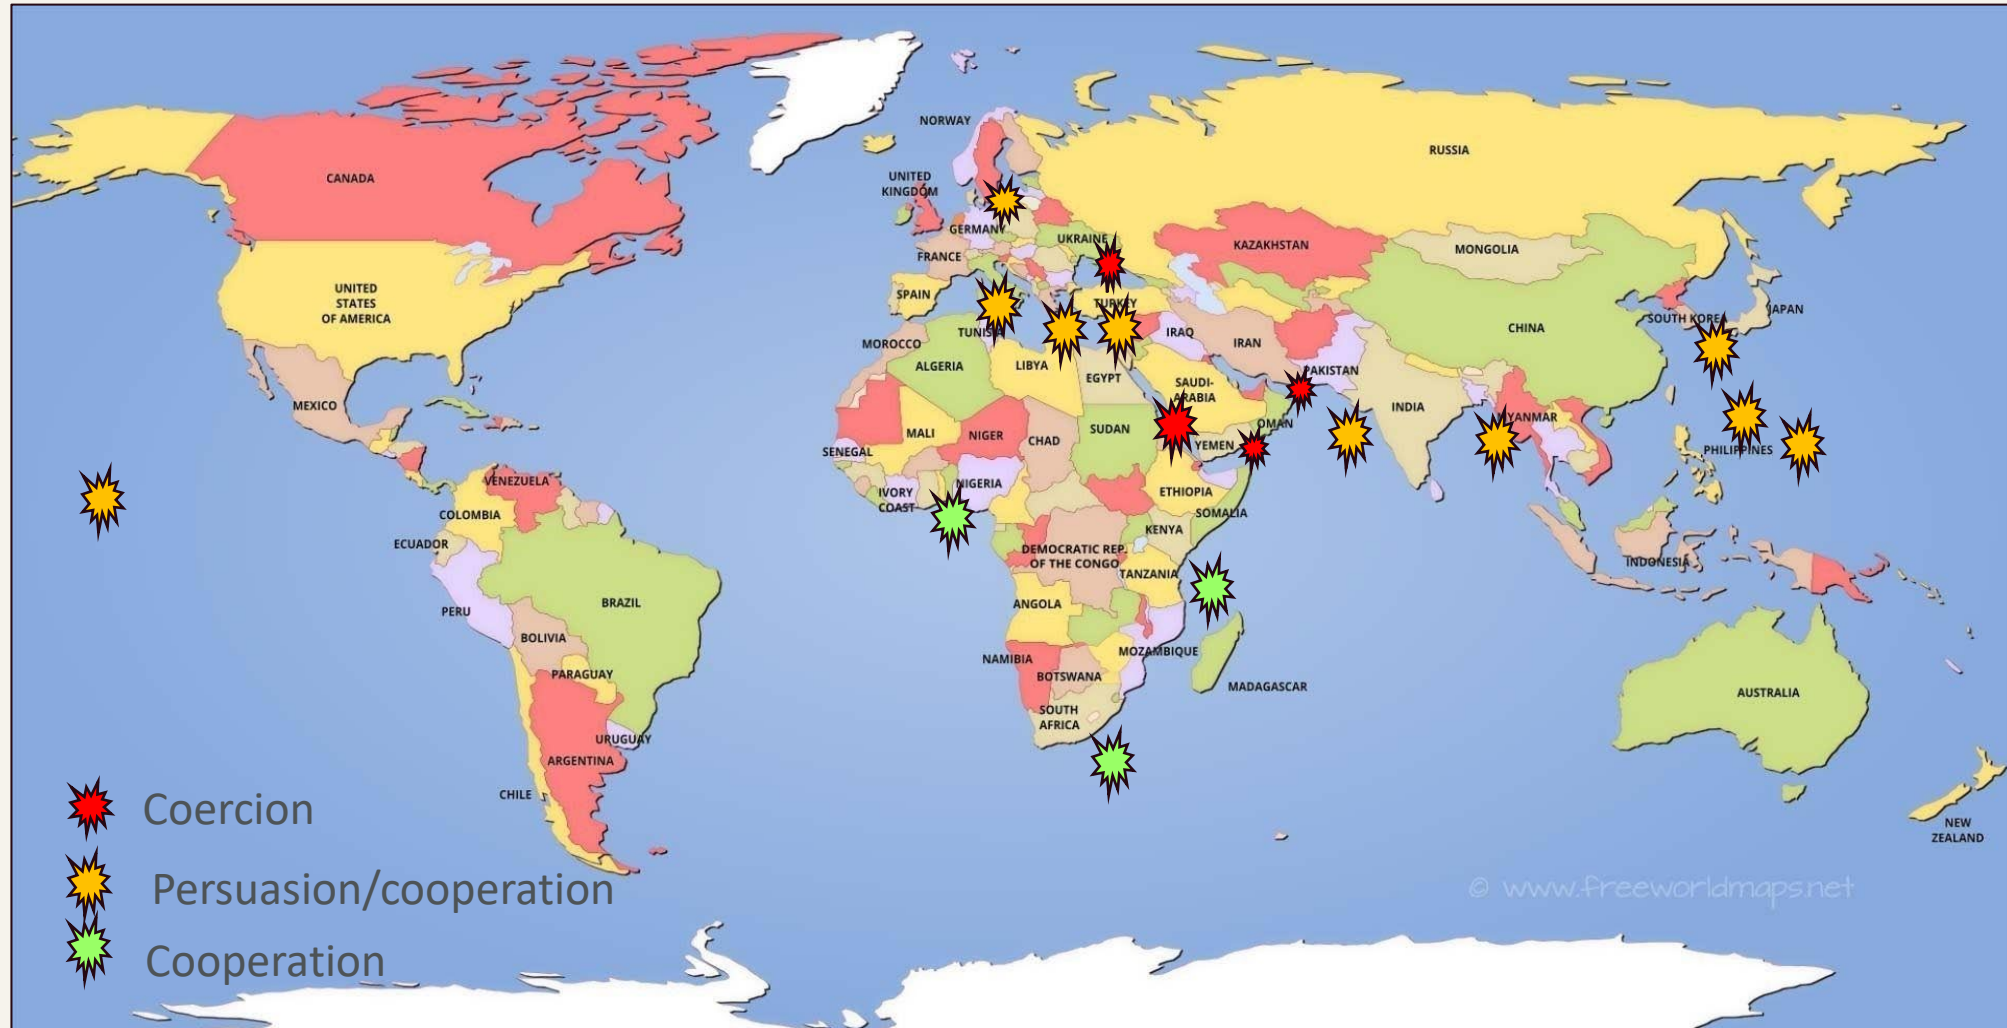 NORWAY
RUSSIA
CANADA
UNITED
KINGDOM
GERMANY
UKRAINE
KAZAKHSTAN
MONGOLIA
FRANCE
UNITED
STATES
OF AMERICA
SPAIN
TURKEY
JAPAN
SOUTH KOREA
CHINA
TUNISIA
IRAQ
IRAN
MOROCCO
ALGERIA
LIBYA
EGYPT
PAKISTAN
SAUDI-
ARABIA
MEXICO
INDIA
MYANMAR
OMAN
MALI
NIGER
CHAD
SUDAN
YEMEN
SENEGAL
PHILIPPINES
VENEZUELA
NIGERIA
IVORY
COAST
ETHIOPIA
COLOMBIA
SOMALIA
KENYA
ECUADOR
DEMOCRATIC REP.
OF THE CONGO
INDONESIA
TANZANIA
BRAZIL
PERU
ANGOLA
BOLIVIA
MOZAMBIQUE
NAMIBIA
PARAGUAY
BOTSWANA
MADAGASCAR
AUSTRALIA
SOUTH
AFRICA
URUGUAY
ARGENTINA
CHILE
NEW
ZEALAND
Coercion
Persuasion/cooperation
Cooperation
© www.freeworldmaps.net